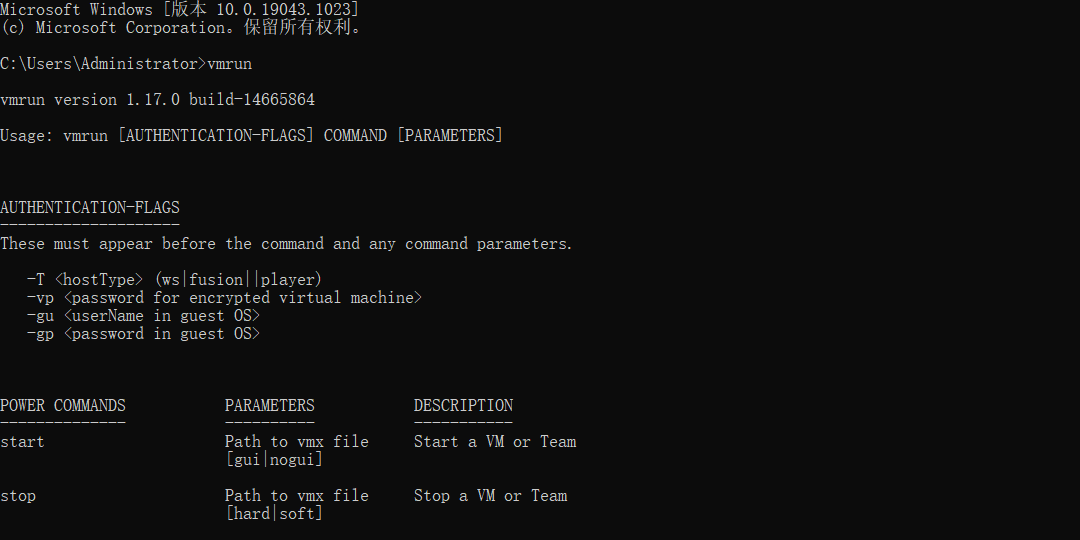 Microsoft Windows [版本 10.0.19043.1023]
(c) Microsoft Corporation。保留所有权利。
C:\Users\Administrator>vmrun
vmrun version 1.17.0 build-14665864
Usage: vmrun [AUTHENTICATION-FLAGS] COMMAND [PARAMETERS]
AUTHENTICATION-FLAGS
--------------------
These must appear before the command and any command parameters.
   -T <hostType> (ws|fusion||player)
   -vp <password for encrypted virtual machine>
   -gu <userName in guest OS>
   -gp <password in guest OS>
POWER COMMANDS           PARAMETERS           DESCRIPTION
--------------           ----------           -----------
start                    Path to vmx file     Start a VM or Team
                         [gui|nogui]
stop                     Path to vmx file     Stop a VM or Team
                         [hard|soft]